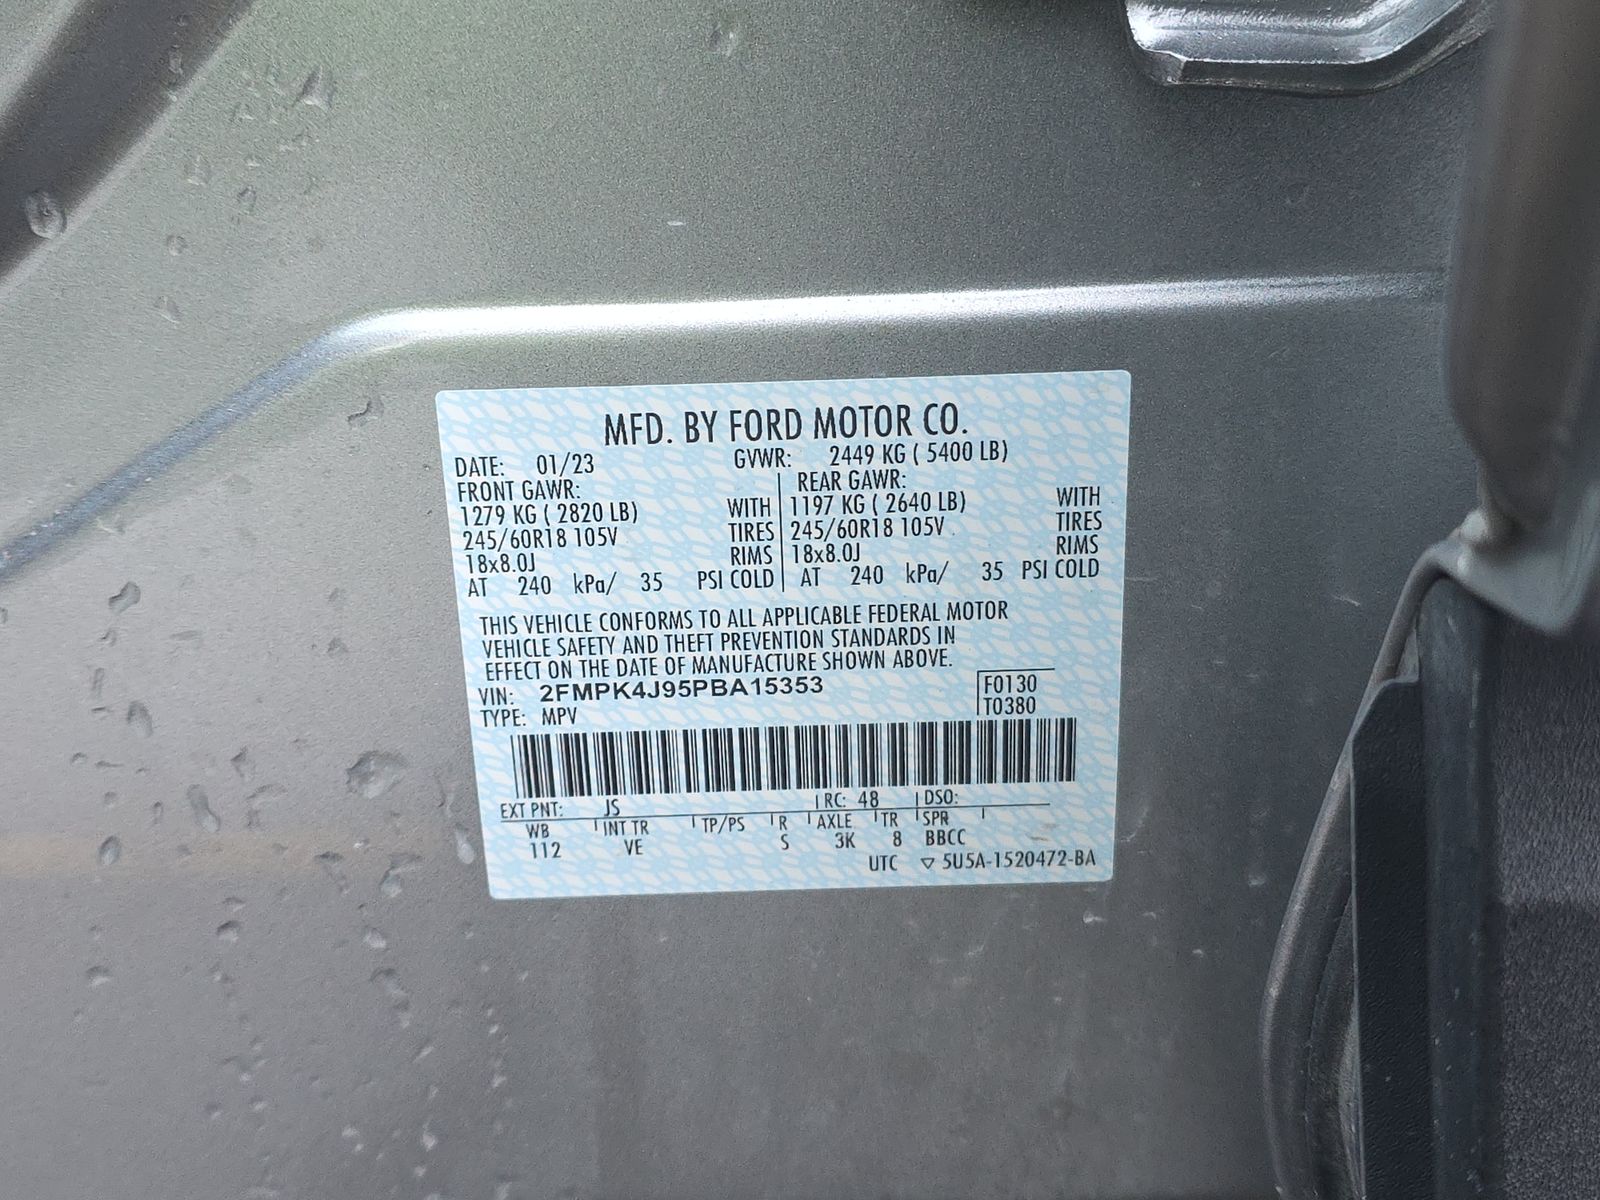 MFD. BY FORD MOTOR CO.
DATE: 01/23 GVWR: 2449 KG ( 5400 LB)
FRONT GAWR: REAR GAWR:
1279 KG ( 2820 LB) WITH 1197 KG ( 2640 LB) WITH
245/60R18 105V TIRES 245/60R18 105V TIRES
18x8.0J RIMS 18x8.0J RIMS
AT 240 kPa/ 35 PSI COLD AT 240 kPa/ 35 PSI COLD
THIS VEHICLE CONFORMS TO ALL APPLICABLE FEDERAL MOTOR
VEHICLE SAFETY AND THEFT PREVENTION STANDARDS IN
EFFECT ON THE DATE OF MANUFACTURE SHOWN ABOVE.
VIN: 2FMPK4J95PBA15353 F0130
TYPE: MPV T0380
EXT PNT: JS RC: 48 DSO:
WB INT TR TP/PS R AXLE TR SPR
112 VE S 3K 8 BBCC
UTC ▽ 5U5A-1520472-BA